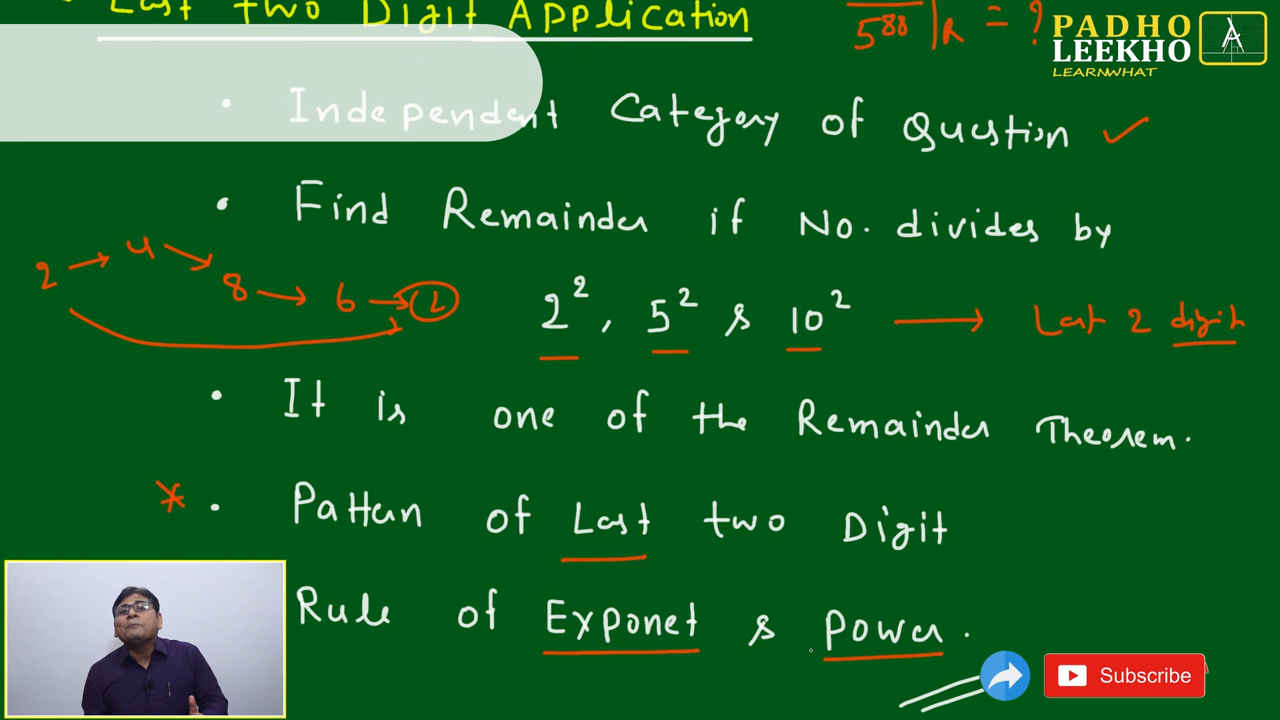 Last two Digit Application
5^88 |R = ?
PADHO
LEEKHO
LEARNWHAT
• Independent Category of Question ✓
• Find Remainder if No. divides by
2 → 4 → 8 → 6 → 2
2², 5² & 10² → Last 2 digit
• It is one of the Remainder Theorem.
* • Pattern of Last two Digit
Rule of Exponet & Power.
Subscribe